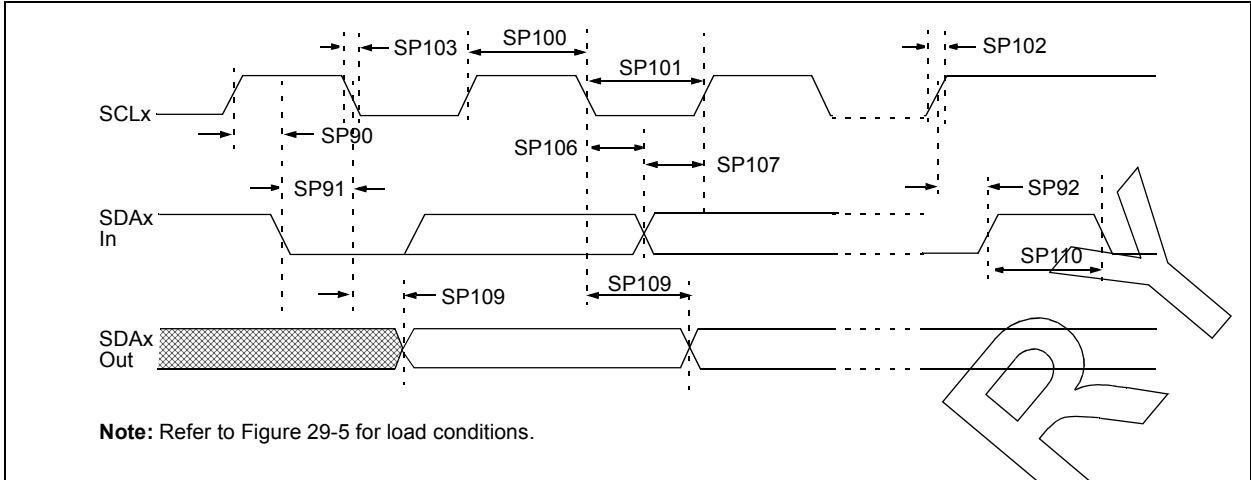 SP103
SP100
SP102
SP101
SCLx
SP90
SP106
SP107
SP91
SP92
SDAx
In
SP110
SP109
SP109
SDAx
Out
Note: Refer to Figure 29-5 for load conditions.
R
Y